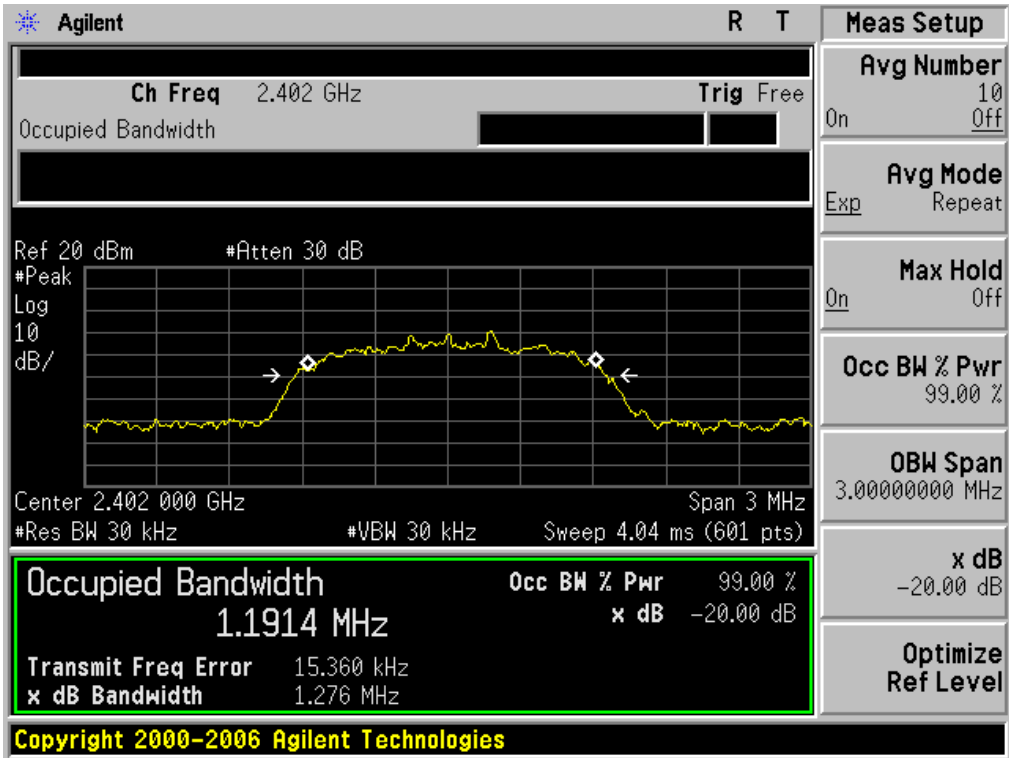 Agilent R T
Meas Setup
Ch Freq 2.402 GHz Trig Free
Occupied Bandwidth
Ref 20 dBm #Atten 30 dB
#Peak
Log
10
dB/
Center 2.402 000 GHz Span 3 MHz
#Res BW 30 kHz #VBW 30 kHz Sweep 4.04 ms (601 pts)
Occupied Bandwidth Occ BW % Pwr 99.00 %
1.1914 MHz x dB -20.00 dB
Transmit Freq Error 15.360 kHz
x dB Bandwidth 1.276 MHz
Avg Number
10
On Off
Avg Mode
Exp Repeat
Max Hold
On Off
Occ BW % Pwr
99.00 %
OBW Span
3.00000000 MHz
x dB
-20.00 dB
Optimize
Ref Level
Copyright 2000-2006 Agilent Technologies